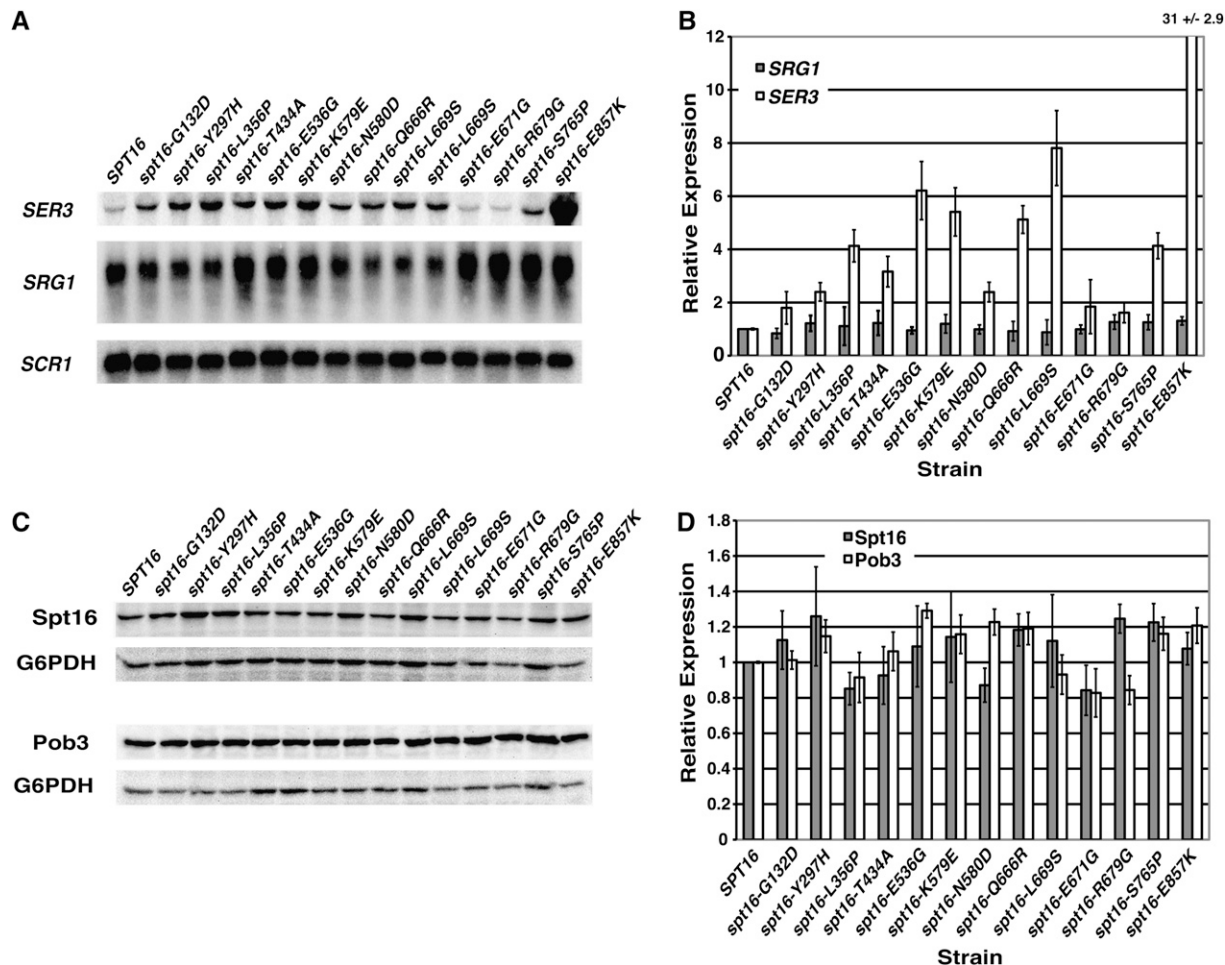 A
SPT16
spt16-G132D
spt16-Y297H
spt16-L356P
spt16-T434A
spt16-E536G
spt16-K579E
spt16-N580D
spt16-Q666R
spt16-L669S
spt16-L669S
spt16-E671G
spt16-R679G
spt16-S765P
spt16-E857K
SER3
SRG1
SCR1
B
31 +/- 2.9
SRG1
SER3
Relative Expression
12
10
8
6
4
2
0
SPT16
spt16-G132D
spt16-Y297H
spt16-L356P
spt16-T434A
spt16-E536G
spt16-K579E
spt16-N580D
spt16-Q666R
spt16-L669S
spt16-E671G
spt16-R679G
spt16-S765P
spt16-E857K
Strain
C
SPT16
spt16-G132D
spt16-Y297H
spt16-L356P
spt16-T434A
spt16-E536G
spt16-K579E
spt16-N580D
spt16-Q666R
spt16-L669S
spt16-L669S
spt16-E671G
spt16-R679G
spt16-S765P
spt16-E857K
Spt16
G6PDH
Pob3
G6PDH
D
Spt16
Pob3
Relative Expression
1.8
1.6
1.4
1.2
1
0.8
0.6
0.4
0.2
0
SPT16
spt16-G132D
spt16-Y297H
spt16-L356P
spt16-T434A
spt16-E536G
spt16-K579E
spt16-N580D
spt16-Q666R
spt16-L669S
spt16-E671G
spt16-R679G
spt16-S765P
spt16-E857K
Strain